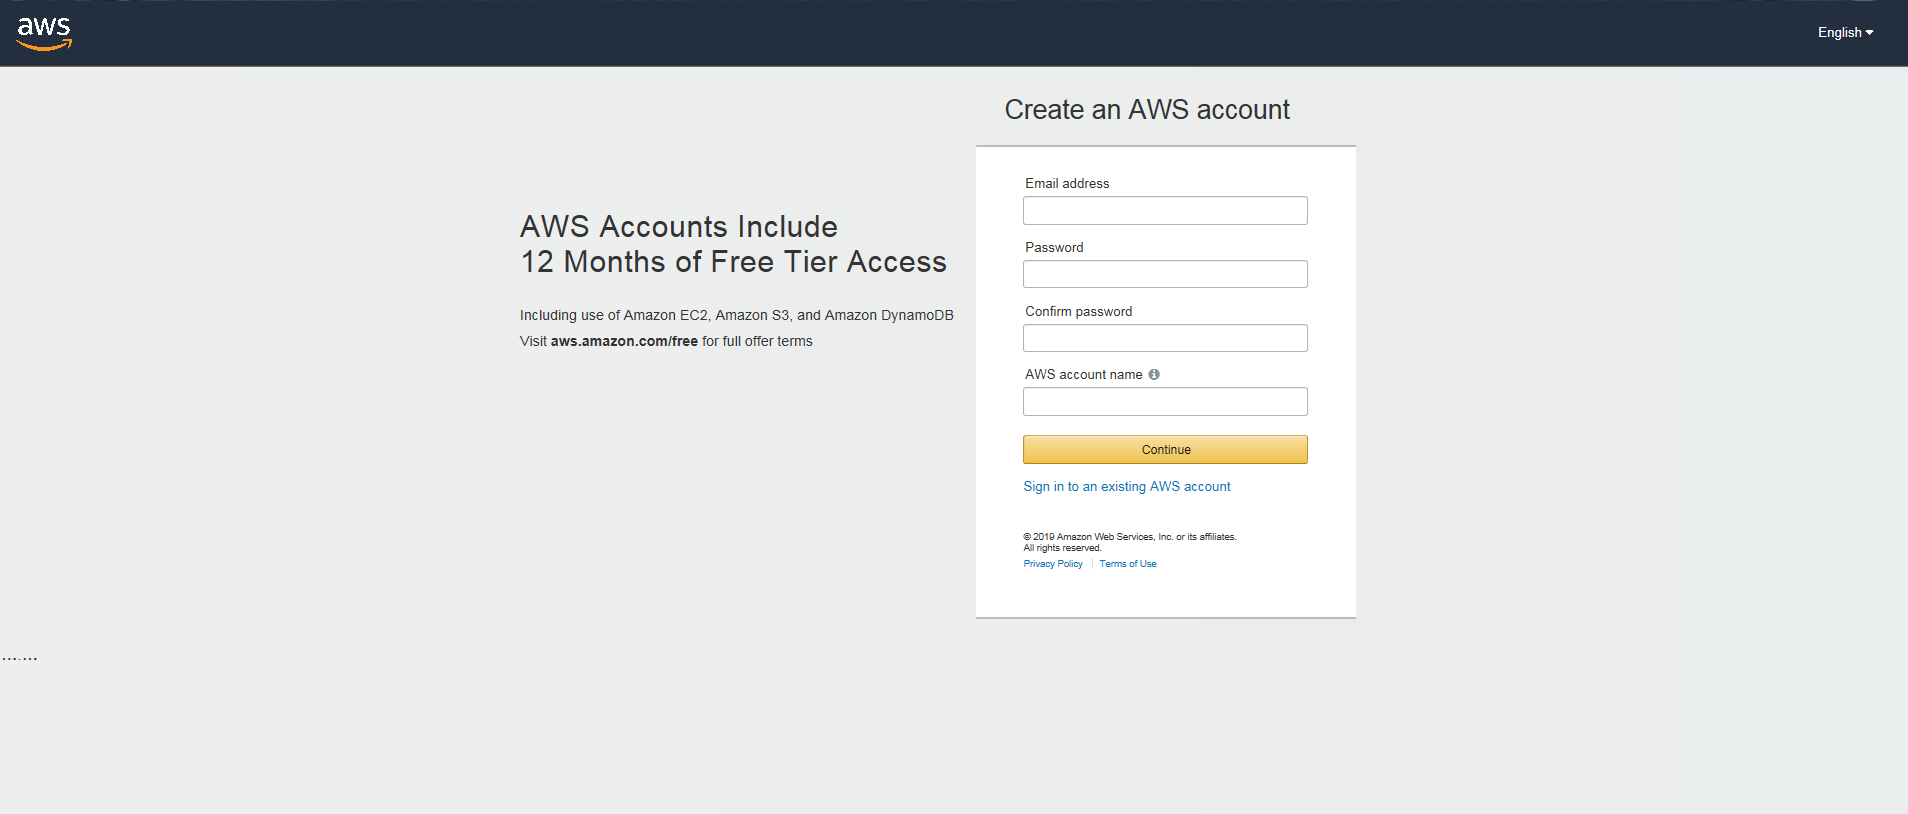 aws
English
Create an AWS account
AWS Accounts Include
12 Months of Free Tier Access
Including use of Amazon EC2, Amazon S3, and Amazon DynamoDB
Visit aws.amazon.com/free for full offer terms
Email address
Password
Confirm password
AWS account name
Continue
Sign in to an existing AWS account
© 2019 Amazon Web Services, Inc. or its affiliates.
All rights reserved.
Privacy Policy | Terms of Use
...…...